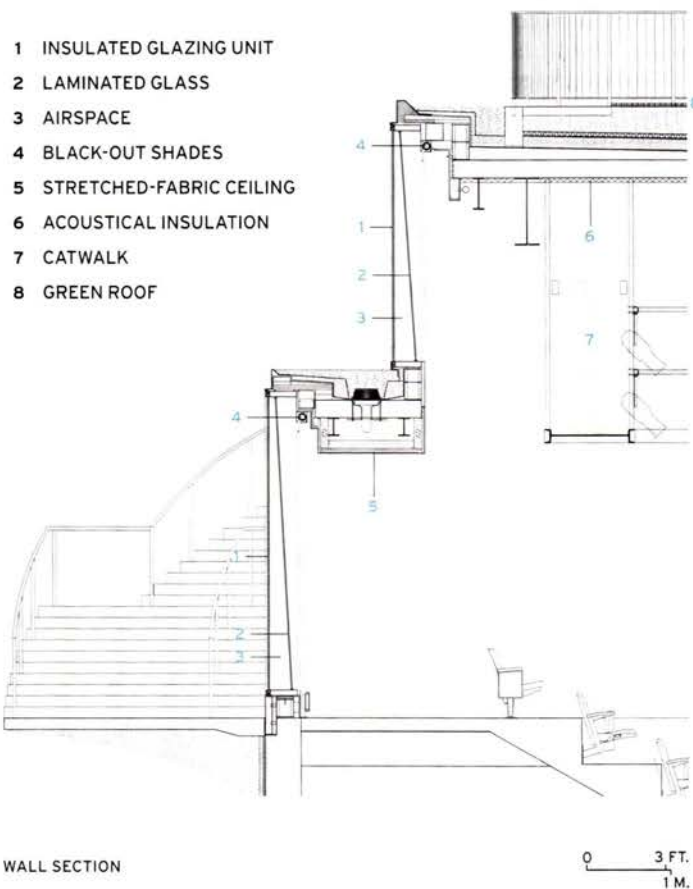 1 INSULATED GLAZING UNIT
2 LAMINATED GLASS
3 AIRSPACE
4 BLACK-OUT SHADES
5 STRETCHED-FABRIC CEILING
6 ACOUSTICAL INSULATION
7 CATWALK
8 GREEN ROOF
8
4
1
6
2
3
7
4
5
1
2
3
WALL SECTION
0 3 FT.
1 M.